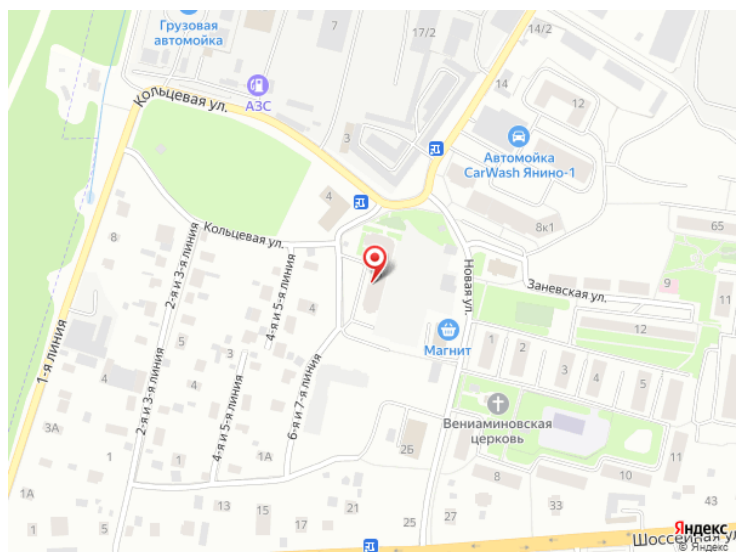 Грузовая
автомойка
7
17/2
14/2
14
12
АЗС
Кольцевая ул.
3
Автомойка
CarWash Янино-1
4
8к1
65
8
Кольцевая ул.
2-я и 3-я линия
4-я и 5-я линия
Новая ул.
Заневская ул.
9
11
4
12
Магнит
1
2
3
4
5
1-я линия
5
3
4
4
2-я и 3-я линия
4-я и 5-я линия
6-я и 7-я линия
Вениаминовская
церковь
3А
1
1А
2Б
11
8
10
1А
13
15
17
21
25
27
33
43
1
5
Шоссейная ул
Яндекс
© Яндекс